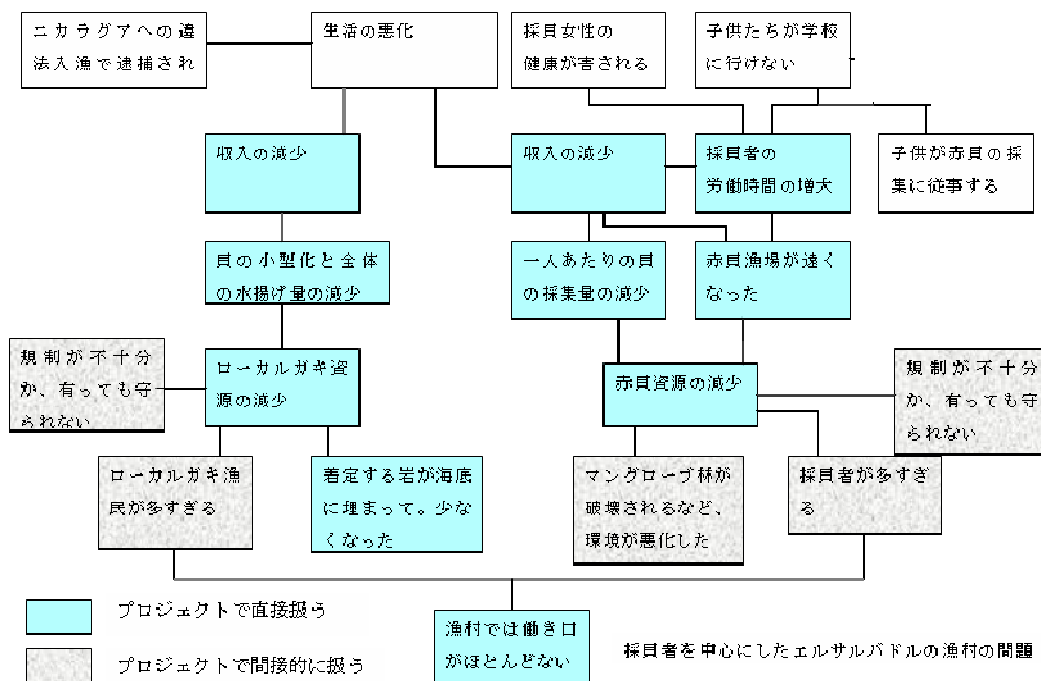 ニカラグアへの違
法入漁で逮捕され
生活の悪化
採貝女性の
健康が害される
子供たちが学校
に行けない
収入の減少
収入の減少
採貝者の
労働時間の増大
子供が赤貝の採
集に従事する
貝の小型化と全体
の水揚げ量の減少
一人あたりの貝
の採集量の減少
赤貝漁場が遠く
なった
規制が不十分
か、有っても守
られない
ローカルガキ資
源の減少
赤貝資源の減少
規制が不十分
か、有っても守
られない
ローカルガキ漁
民が多すぎる
着定する岩が海底
に埋まって。少な
くなった
マングローブ林が
破壊されるなど、
環境が悪化した
採貝者が多すぎ
る
プロジェクトで直接扱う
プロジェクトで間接的に扱う
漁村では働き口
がほとんどない
採貝者を中心にしたエルサルバドルの漁村の問題